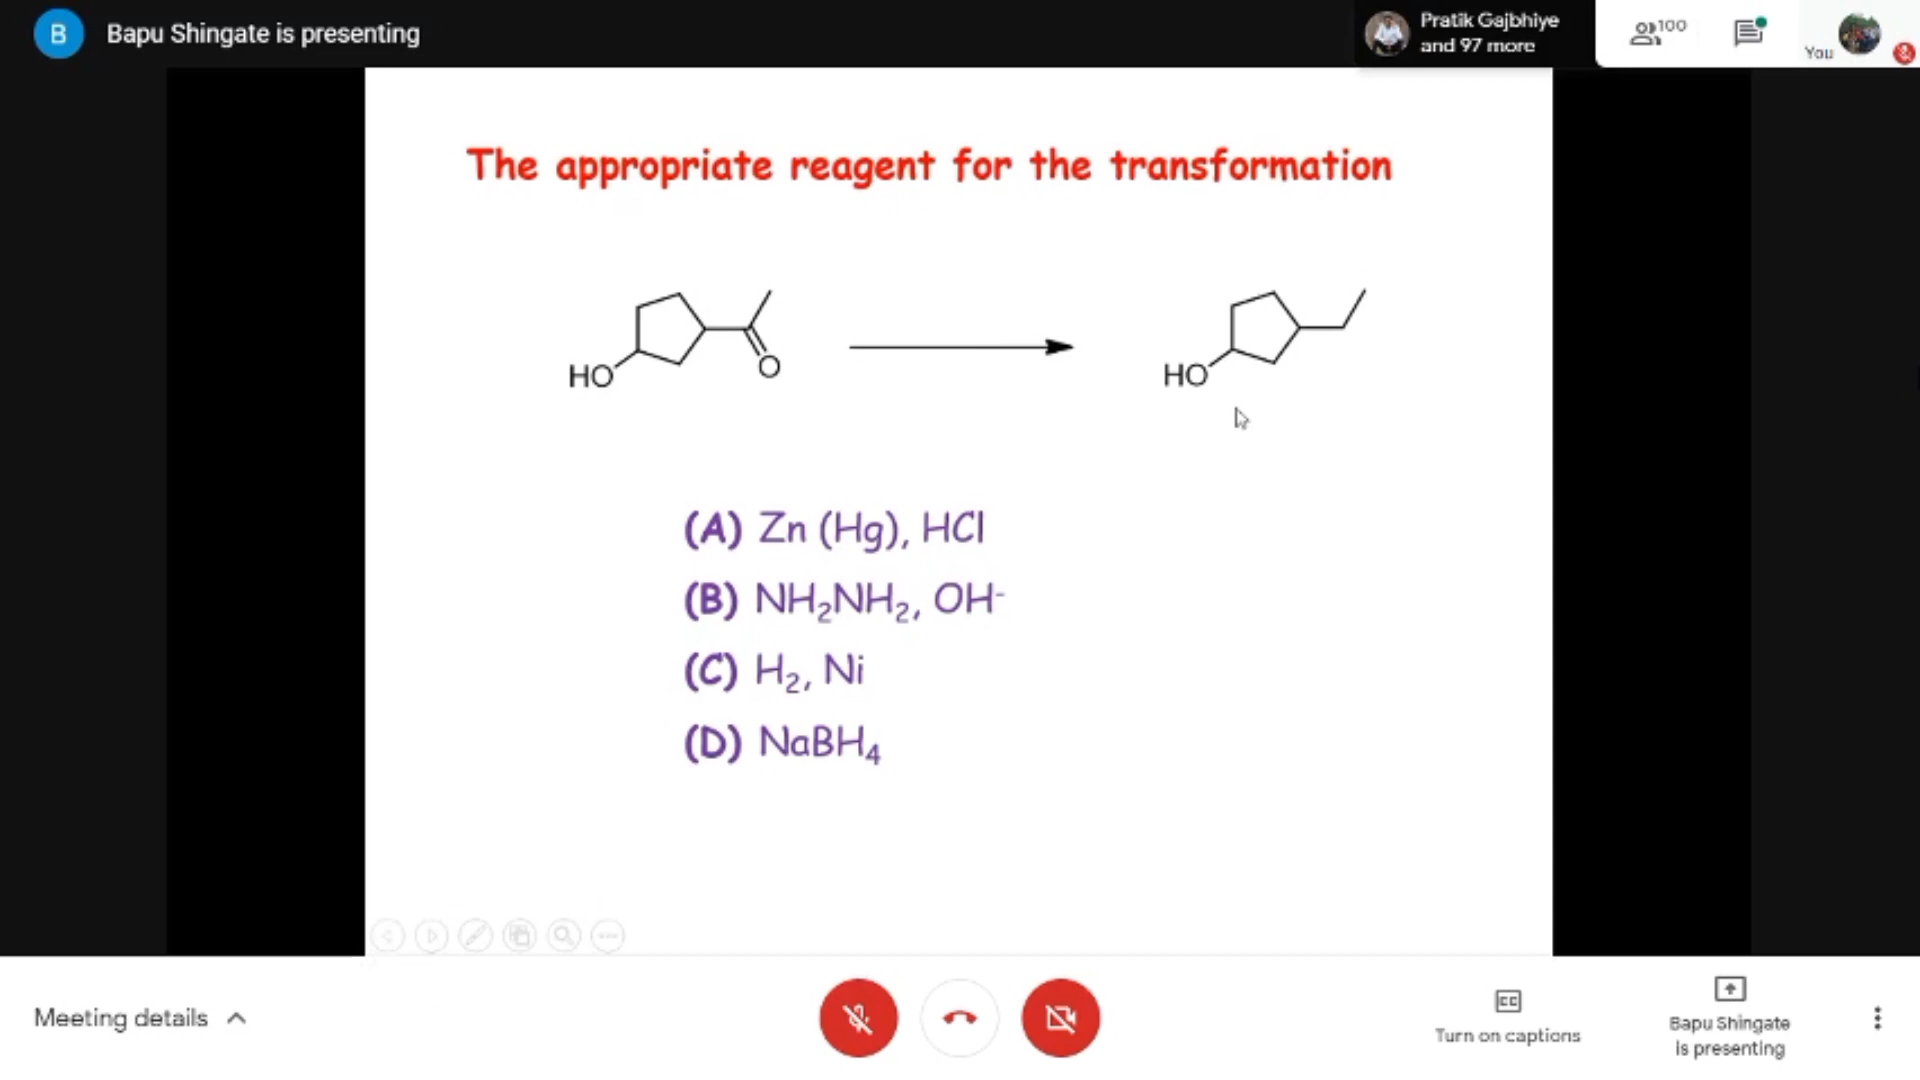 B Bapu Shingate is presenting
Pratik Gajbhiye
and 97 more
100
You
The appropriate reagent for the transformation
HO
O
HO
(A) Zn (Hg), HCl
(B) NH₂NH₂, OH⁻
(C) H₂, Ni
(D) NaBH₄
Meeting details
CC
Turn on captions
Bapu Shingate
is presenting